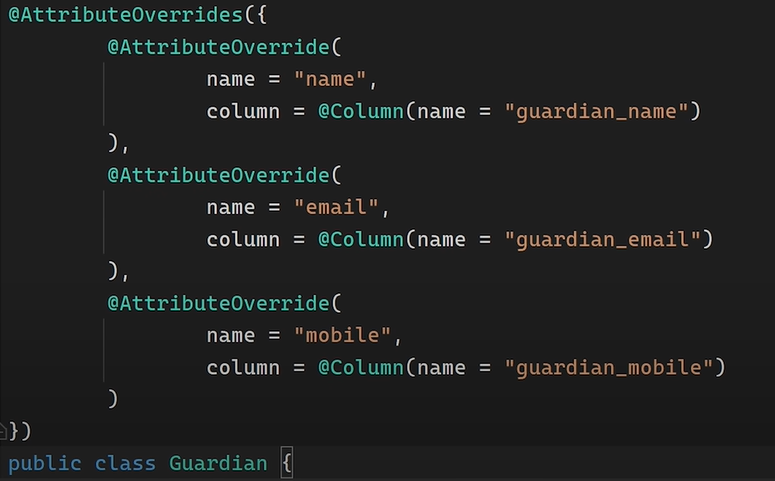 @AttributeOverrides({
        @AttributeOverride(
                name = "name",
                column = @Column(name = "guardian_name")
        ),
        @AttributeOverride(
                name = "email",
                column = @Column(name = "guardian_email")
        ),
        @AttributeOverride(
                name = "mobile",
                column = @Column(name = "guardian_mobile")
        )
})
public class Guardian {